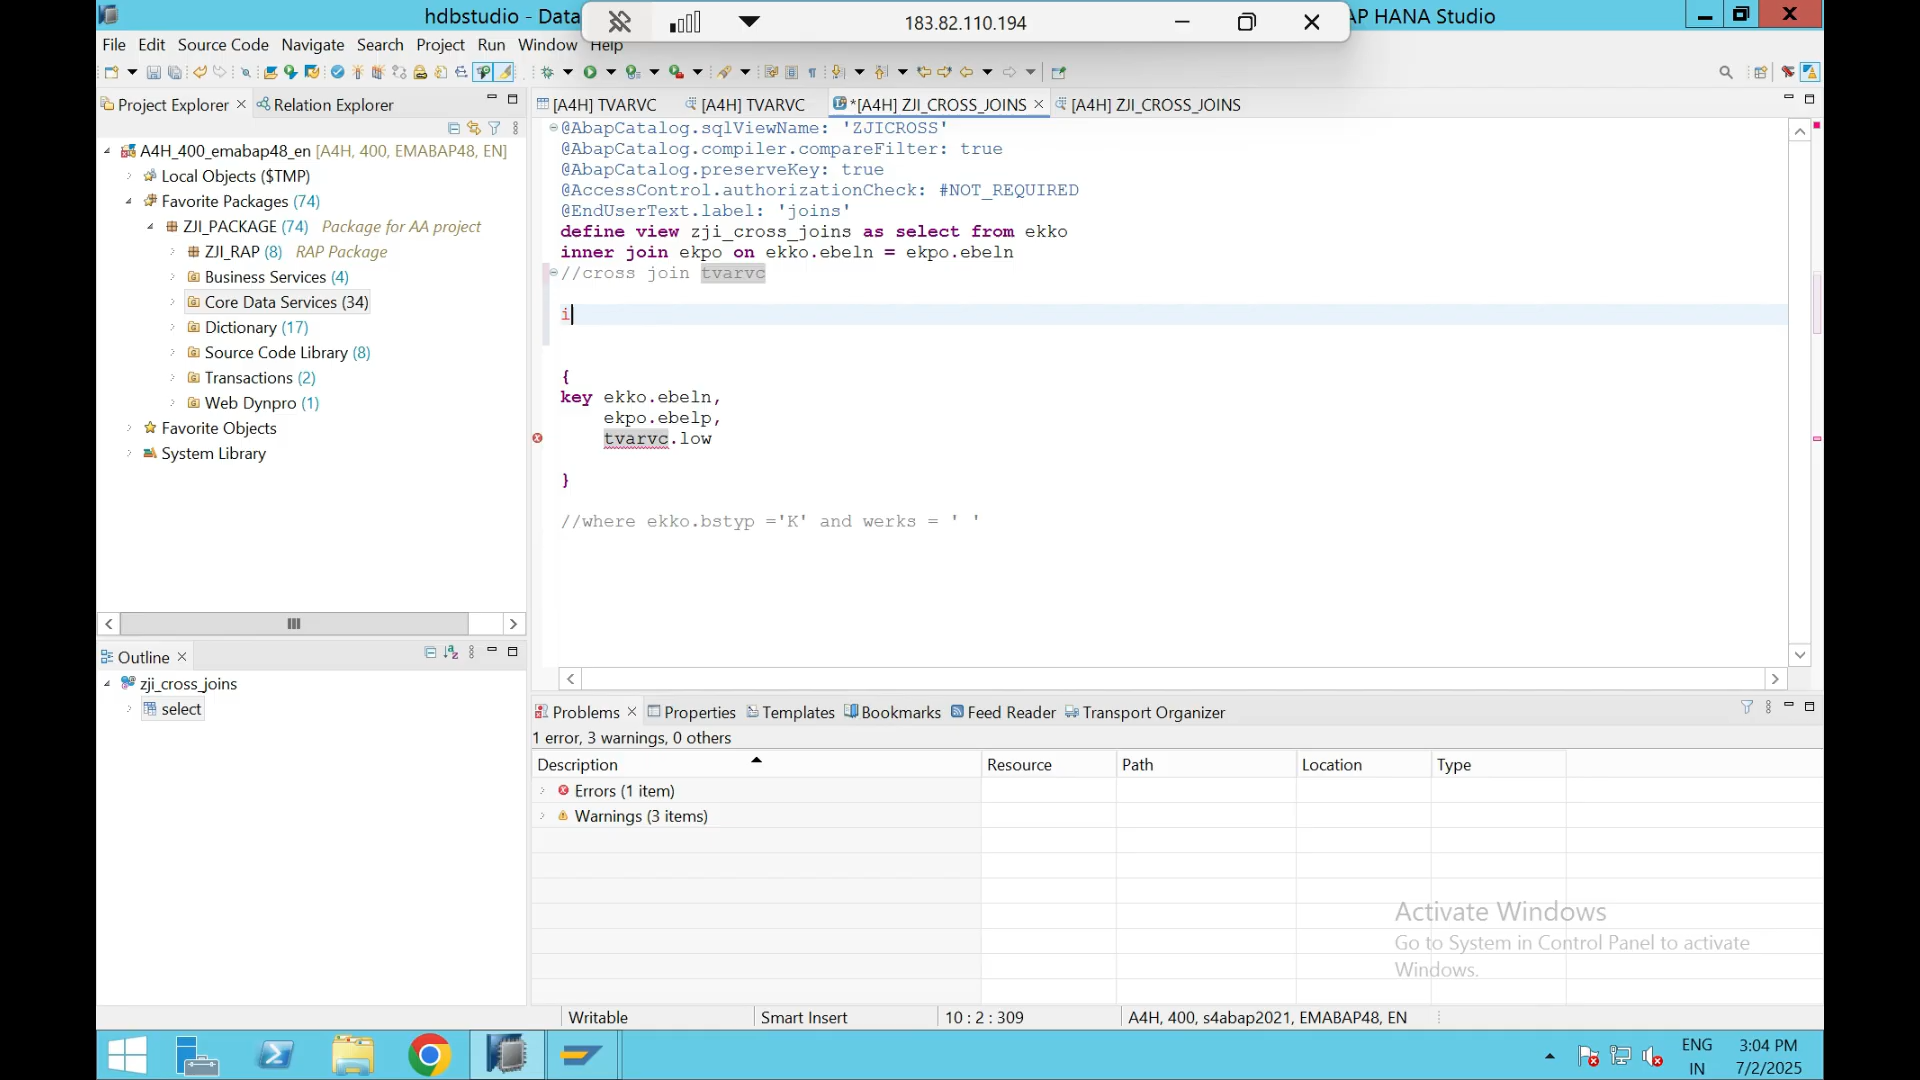 hdbstudio - Data
183.82.110.194
AP HANA Studio
File Edit Source Code Navigate Search Project Run Window Help
Project Explorer
Relation Explorer
[A4H] TVARVC
[A4H] TVARVC
*[A4H] ZJI_CROSS_JOINS
[A4H] ZJI_CROSS_JOINS
A4H_400_emabap48_en [A4H, 400, EMABAP48, EN]
Local Objects ($TMP)
Favorite Packages (74)
ZJI_PACKAGE (74) Package for AA project
ZJI_RAP (8) RAP Package
Business Services (4)
Core Data Services (34)
Dictionary (17)
Source Code Library (8)
Transactions (2)
Web Dynpro (1)
Favorite Objects
System Library
@AbapCatalog.sqlViewName: 'ZJICROSS'
@AbapCatalog.compiler.compareFilter: true
@AbapCatalog.preserveKey: true
@AccessControl.authorizationCheck: #NOT_REQUIRED
@EndUserText.label: 'joins'
define view zji_cross_joins as select from ekko
inner join ekpo on ekko.ebeln = ekpo.ebeln
//cross join tvarvc
i
{
key ekko.ebeln,
ekpo.ebelp,
tvarvc.low
}
//where ekko.bstyp ='K' and werks = ' '
Outline
zji_cross_joins
select
Problems
Properties
Templates
Bookmarks
Feed Reader
Transport Organizer
1 error, 3 warnings, 0 others
Description Resource Path Location Type
Errors (1 item)
Warnings (3 items)
Activate Windows
Go to System in Control Panel to activate
Windows.
Writable
Smart Insert
10 : 2 : 309
A4H, 400, s4abap2021, EMABAP48, EN
ENG
IN
3:04 PM
7/2/2025